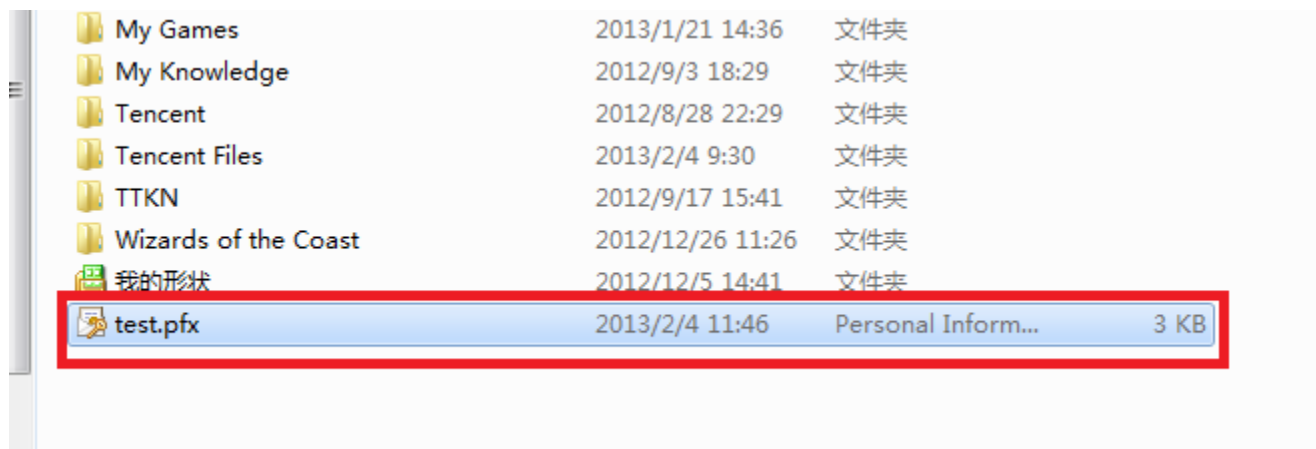 My Games 2013/1/21 14:36 文件夹
My Knowledge 2012/9/3 18:29 文件夹
Tencent 2012/8/28 22:29 文件夹
Tencent Files 2013/2/4 9:30 文件夹
TTKN 2012/9/17 15:41 文件夹
Wizards of the Coast 2012/12/26 11:26 文件夹
我的形状 2012/12/5 14:41 文件夹
test.pfx 2013/2/4 11:46 Personal Inform... 3 KB